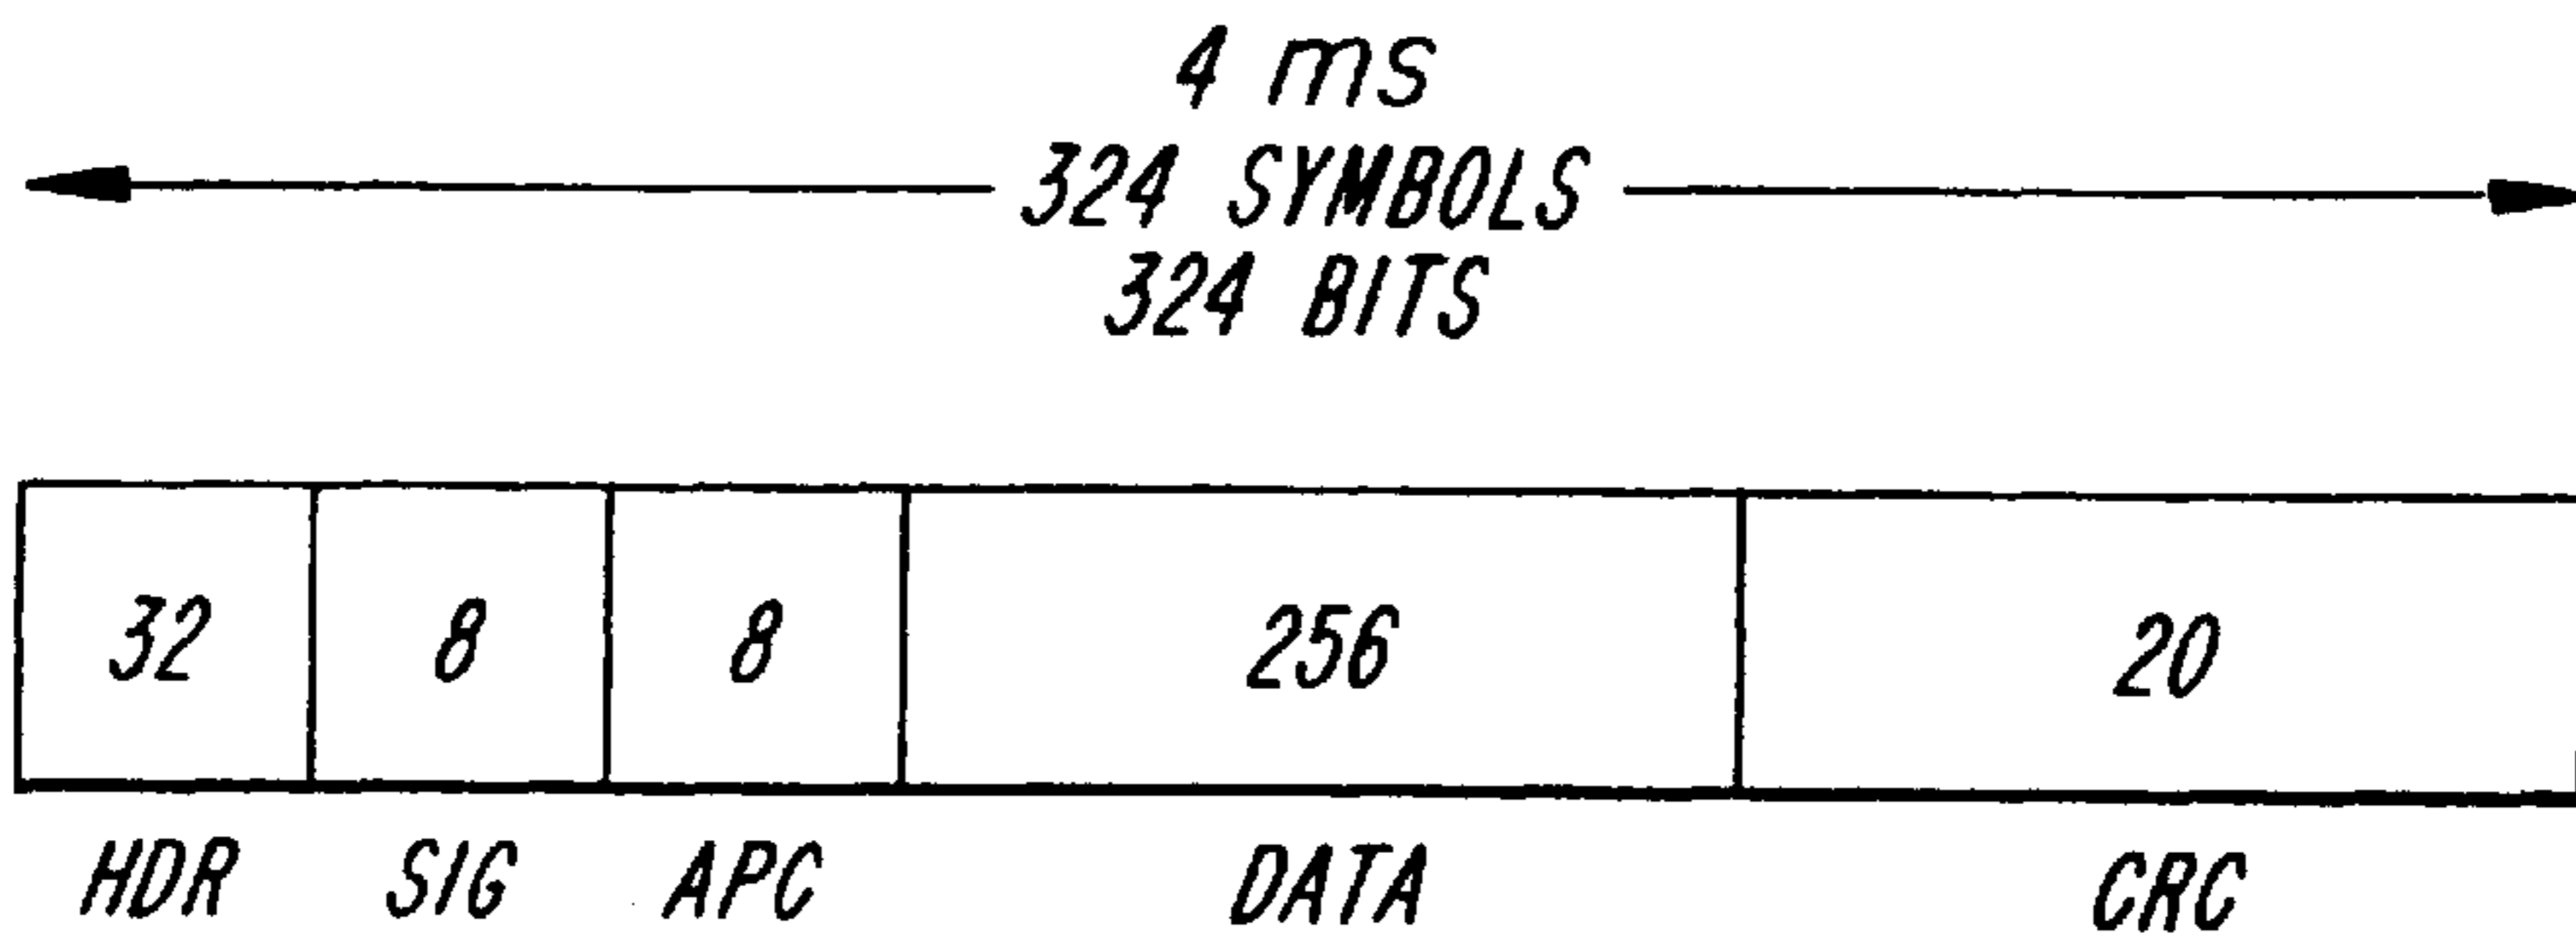 4 ms
324 SYMBOLS
324 BITS
32 8 8 256 20
HDR SIG APC DATA CRC